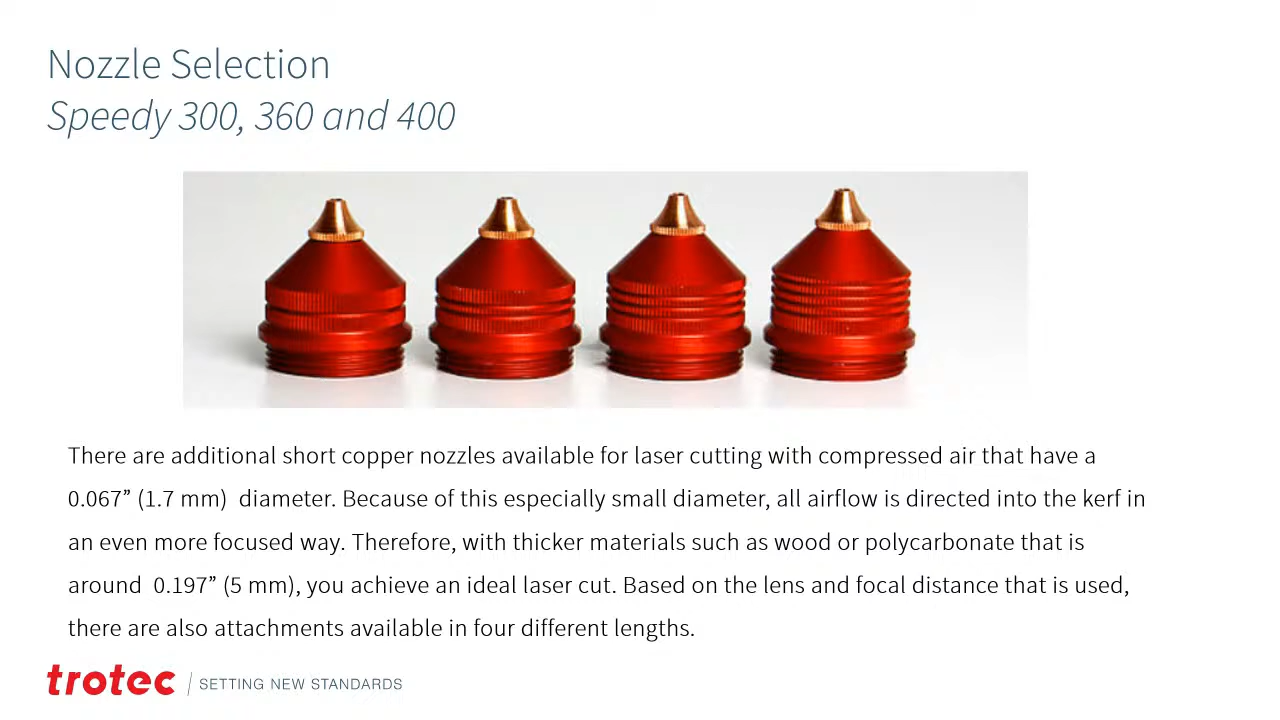 Nozzle Selection
Speedy 300, 360 and 400
There are additional short copper nozzles available for laser cutting with compressed air that have a
0.067” (1.7 mm)  diameter. Because of this especially small diameter, all airflow is directed into the kerf in
an even more focused way. Therefore, with thicker materials such as wood or polycarbonate that is
around  0.197” (5 mm), you achieve an ideal laser cut. Based on the lens and focal distance that is used,
there are also attachments available in four different lengths.
trotec / SETTING NEW STANDARDS